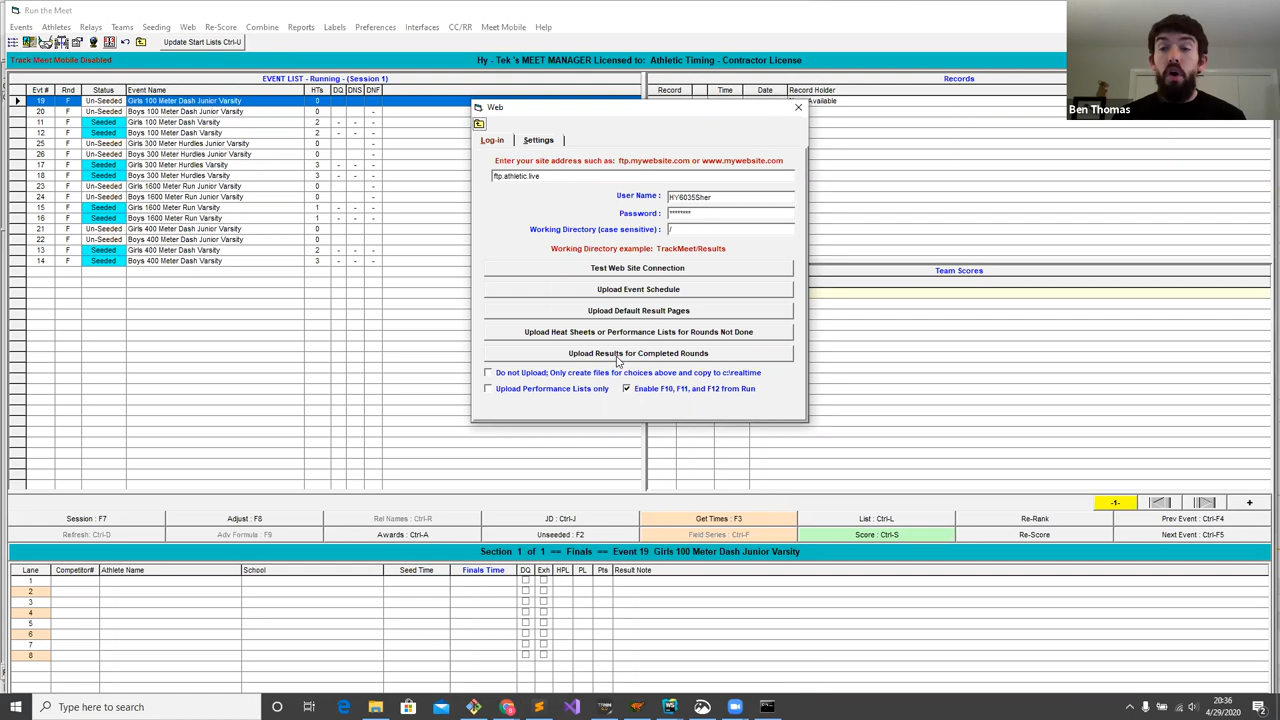 Run the Meet
Events Athletes Relays Teams Seeding Web Re-Score Combine Reports Labels Preferences Interfaces CC/RR Meet Mobile Help
Update Start Lists Ctrl-U
Track Meet Mobile Disabled
Hy - Tek 's MEET MANAGER Licensed to: Athletic Timing - Contractor License
EVENT LIST - Running - (Session 1)
Evt # Rnd Status Event Name HTs DQ DNS DNF
19 F Un-Seeded Girls 100 Meter Dash Junior Varsity 0
20 F Un-Seeded Boys 100 Meter Dash Junior Varsity 0 -
11 F Seeded Girls 100 Meter Dash Varsity 2 - - -
12 F Seeded Boys 100 Meter Dash Varsity 2 - - -
25 F Un-Seeded Girls 300 Meter Hurdles Junior Varsity 0 -
26 F Un-Seeded Boys 300 Meter Hurdles Junior Varsity 0 -
17 F Seeded Girls 300 Meter Hurdles Varsity 3 - - -
18 F Seeded Boys 300 Meter Hurdles Varsity 3 - - -
23 F Un-Seeded Girls 1600 Meter Run Junior Varsity 0 -
24 F Un-Seeded Boys 1600 Meter Run Junior Varsity 0 -
15 F Seeded Girls 1600 Meter Run Varsity 1 - - -
16 F Seeded Boys 1600 Meter Run Varsity 1 - - -
21 F Un-Seeded Girls 400 Meter Dash Junior Varsity 0 -
22 F Un-Seeded Boys 400 Meter Dash Junior Varsity 0 -
13 F Seeded Girls 400 Meter Dash Varsity 2 - - -
14 F Seeded Boys 400 Meter Dash Varsity 3 - - -
Records
Record Time Date Record Holder
Available
Ben Thomas
Team Scores
Web
Log-in Settings
Enter your site address such as: ftp.mywebsite.com or www.mywebsite.com
ftp.athletic.live
User Name : HY6035Sher
Password : ********
Working Directory (case sensitive) : /
Working Directory example: TrackMeet/Results
Test Web Site Connection
Upload Event Schedule
Upload Default Result Pages
Upload Heat Sheets or Performance Lists for Rounds Not Done
Upload Results for Completed Rounds
Do not Upload; Only create files for choices above and copy to c:\realtime
Upload Performance Lists only Enable F10, F11, and F12 from Run
-1- +
Session : F7 Adjust : F8 Rel Names : Ctrl-R JD : Ctrl-J Get Times : F3 List : Ctrl-L Re-Rank Prev Event : Ctrl-F4
Refresh: Ctrl-D Adv Formula : F9 Awards : Ctrl-A Unseeded : F2 Field Series : Ctrl-F Score : Ctrl-S Re-Score Next Event : Ctrl-F5
Section 1 of 1 == Finals == Event 19 Girls 100 Meter Dash Junior Varsity
Lane Competitor# Athlete Name School Seed Time Finals Time DQ Exh HPL PL Pts Result Note
1
2
3
4
5
6
7
8
Type here to search
20:36
4/29/2020